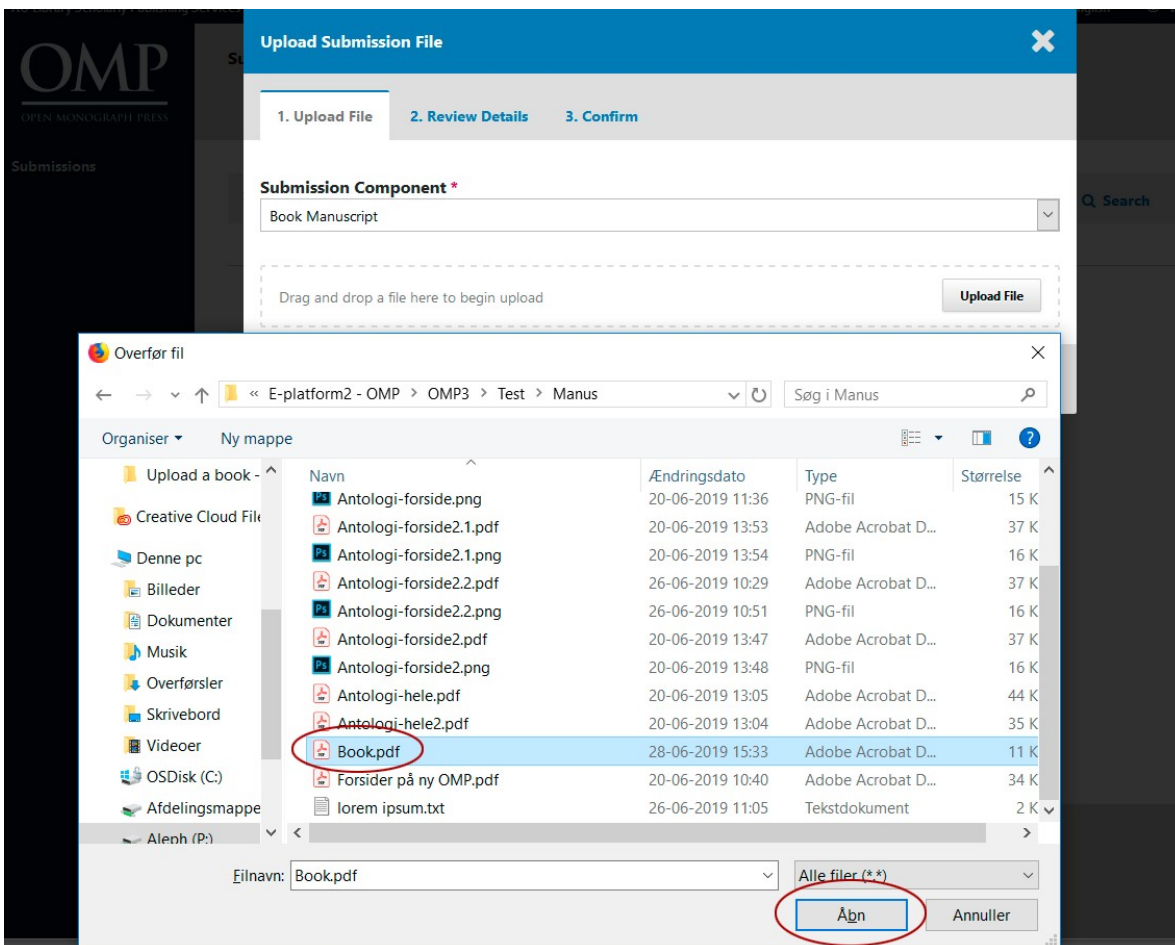 Upload Submission File
OMP
OPEN MONOGRAPH PRESS
Submissions
1. Upload File 2. Review Details 3. Confirm
Submission Component *
Book Manuscript
Search
Drag and drop a file here to begin upload
Upload File
Overfør fil
« E-platform2 - OMP > OMP3 > Test > Manus
Søg i Manus
Organiser Ny mappe
Upload a book -
Creative Cloud File
Denne pc
Billeder
Dokumenter
Musik
Overførsler
Skrivebord
Videoer
OSDisk (C:)
Afdelingsmappe
Aleph (P:)
Navn Ændringsdato Type Størrelse
Antologi-forside.png 20-06-2019 11:36 PNG-fil 15 K
Antologi-forside2.1.pdf 20-06-2019 13:53 Adobe Acrobat D... 37 K
Antologi-forside2.1.png 20-06-2019 13:54 PNG-fil 16 K
Antologi-forside2.2.pdf 26-06-2019 10:29 Adobe Acrobat D... 37 K
Antologi-forside2.2.png 26-06-2019 10:51 PNG-fil 16 K
Antologi-forside2.pdf 20-06-2019 13:47 Adobe Acrobat D... 37 K
Antologi-forside2.png 20-06-2019 13:48 PNG-fil 16 K
Antologi-hele.pdf 20-06-2019 13:05 Adobe Acrobat D... 44 K
Antologi-hele2.pdf 20-06-2019 13:04 Adobe Acrobat D... 35 K
Book.pdf 28-06-2019 15:33 Adobe Acrobat D... 11 K
Forsider på ny OMP.pdf 20-06-2019 10:40 Adobe Acrobat D... 34 K
lorem ipsum.txt 26-06-2019 11:05 Tekstdokument 2 K
Filnavn: Book.pdf
Alle filer (*.*)
Åbn Annuller